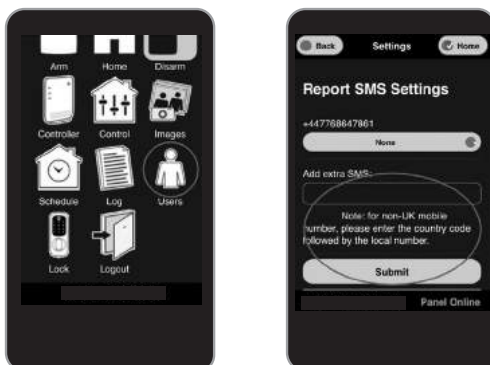 Arm Home Disarm
Controller Control Images
Schedule Log Users
Lock Logout
Back Settings Home
Report SMS Settings
+447768647861
None
Add extra SMS:
Note: for non-UK mobile
number, please enter the country code
followed by the local number.
Submit
Panel Online